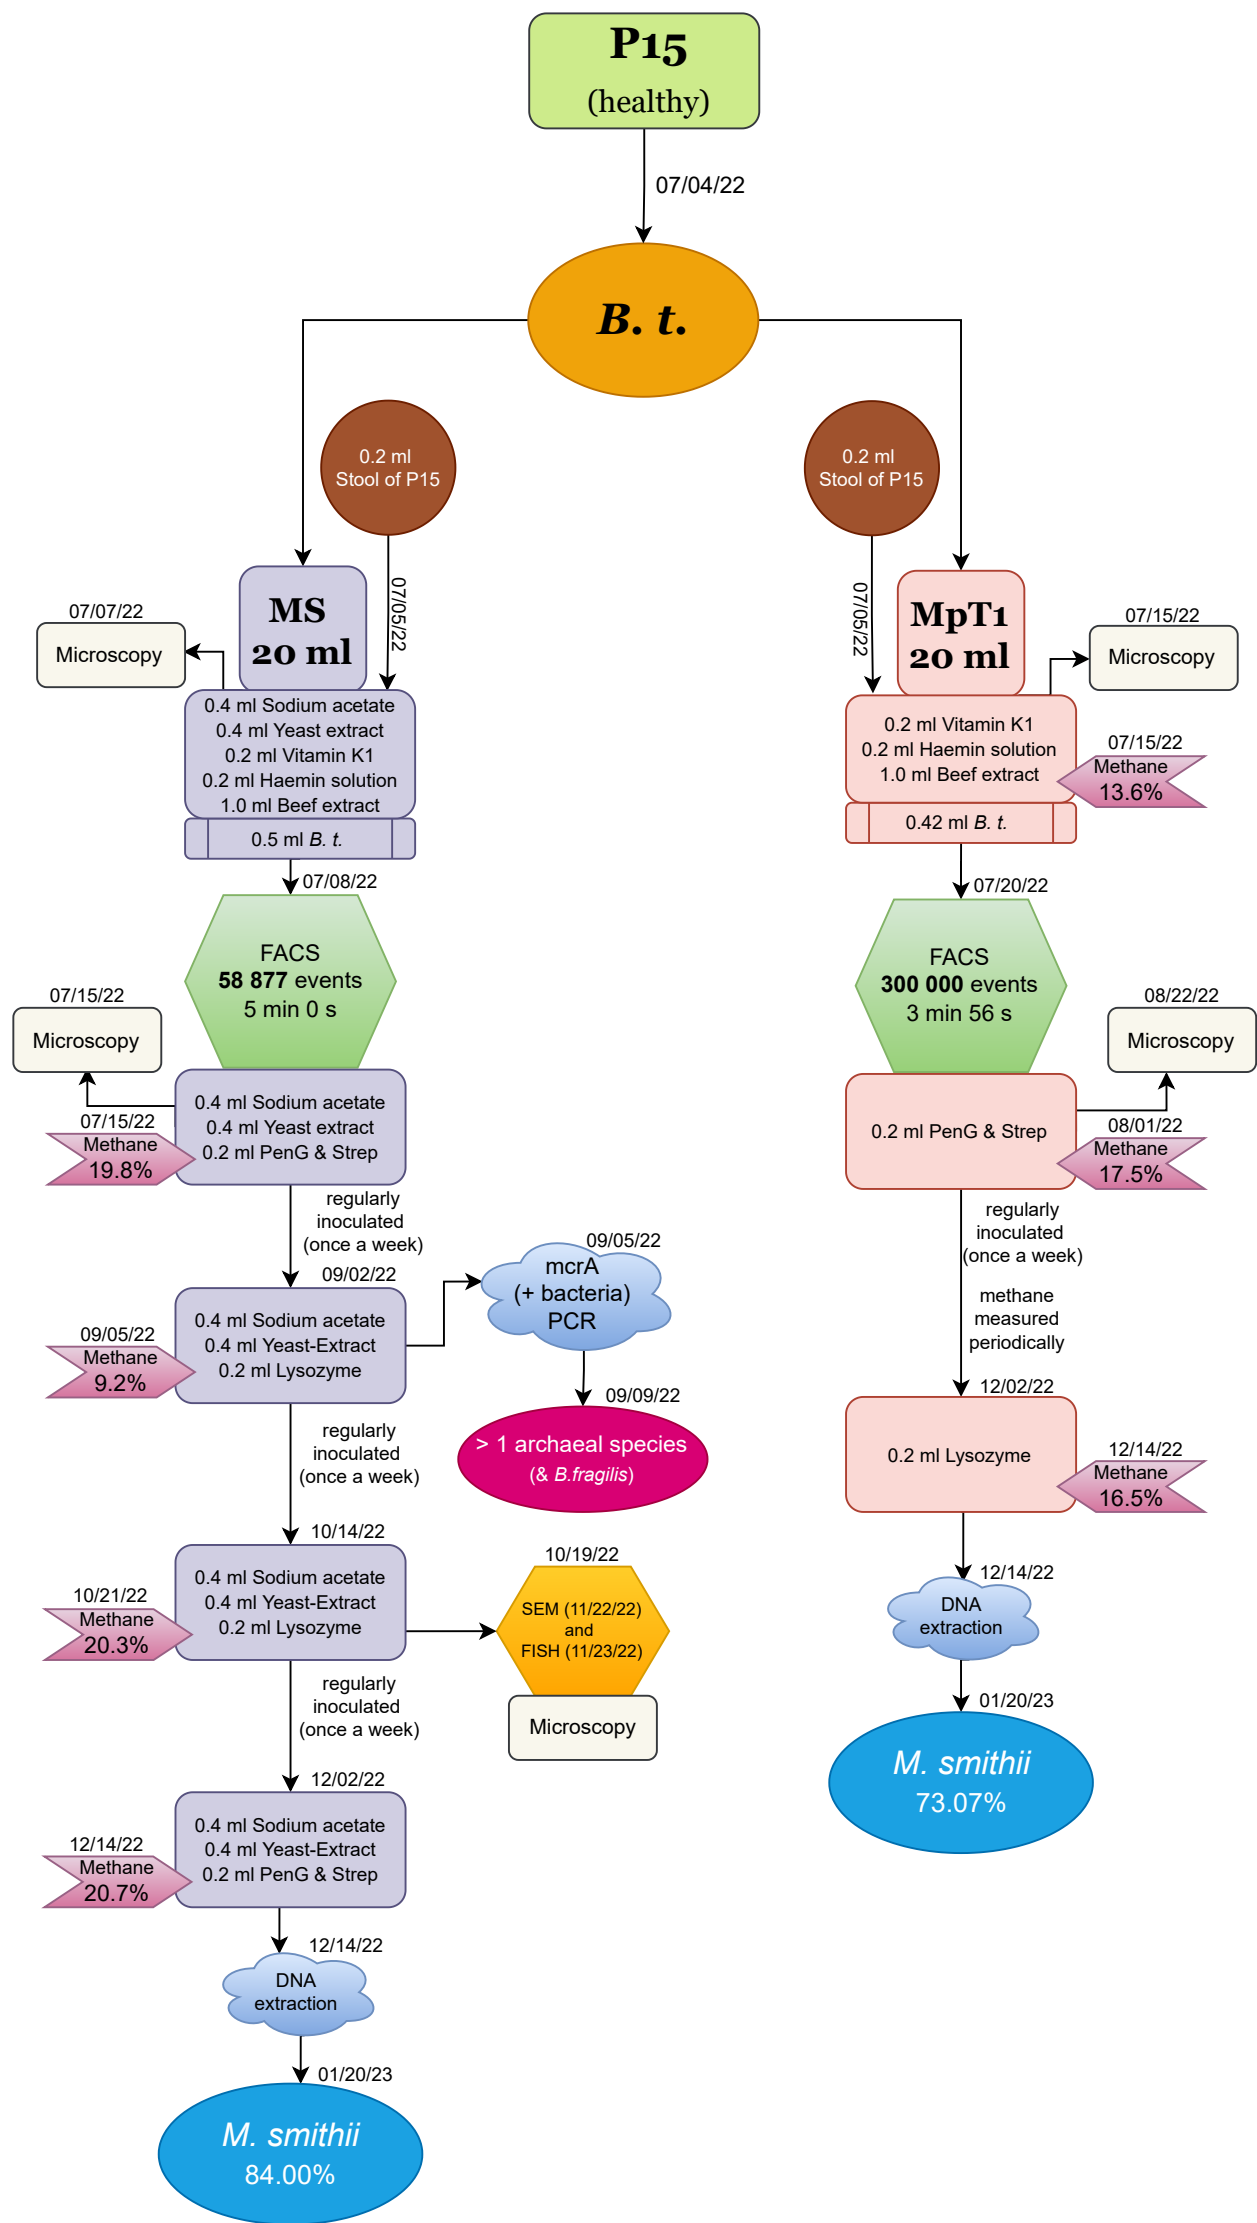 P15
(healthy)
07/04/22
B. t.
0.2 ml
Stool of P15
07/05/22
MS
20 ml
07/07/22
Microscopy
0.4 ml Sodium acetate
0.4 ml Yeast extract
0.2 ml Vitamin K1
0.2 ml Haemin solution
1.0 ml Beef extract
0.5 ml B. t.
07/08/22
FACS
58 877 events
5 min 0 s
07/15/22
Microscopy
0.4 ml Sodium acetate
0.4 ml Yeast extract
0.2 ml PenG & Strep
07/15/22
Methane
19.8%
regularly
inoculated
(once a week)
09/02/22
0.4 ml Sodium acetate
0.4 ml Yeast-Extract
0.2 ml Lysozyme
09/05/22
Methane
9.2%
09/05/22
mcrA
(+ bacteria)
PCR
09/09/22
> 1 archaeal species
(& B.fragilis)
regularly
inoculated
(once a week)
10/14/22
0.4 ml Sodium acetate
0.4 ml Yeast-Extract
0.2 ml Lysozyme
10/21/22
Methane
20.3%
10/19/22
SEM (11/22/22)
and
FISH (11/23/22)
Microscopy
regularly
inoculated
(once a week)
12/02/22
0.4 ml Sodium acetate
0.4 ml Yeast-Extract
0.2 ml PenG & Strep
12/14/22
Methane
20.7%
12/14/22
DNA
extraction
01/20/23
M. smithii
84.00%
0.2 ml
Stool of P15
07/05/22
MpT1
20 ml
07/15/22
Microscopy
0.2 ml Vitamin K1
0.2 ml Haemin solution
1.0 ml Beef extract
07/15/22
Methane
13.6%
0.42 ml B. t.
07/20/22
FACS
300 000 events
3 min 56 s
08/22/22
Microscopy
0.2 ml PenG & Strep
08/01/22
Methane
17.5%
regularly
inoculated
(once a week)
methane
measured
periodically
12/02/22
0.2 ml Lysozyme
12/14/22
Methane
16.5%
12/14/22
DNA
extraction
01/20/23
M. smithii
73.07%